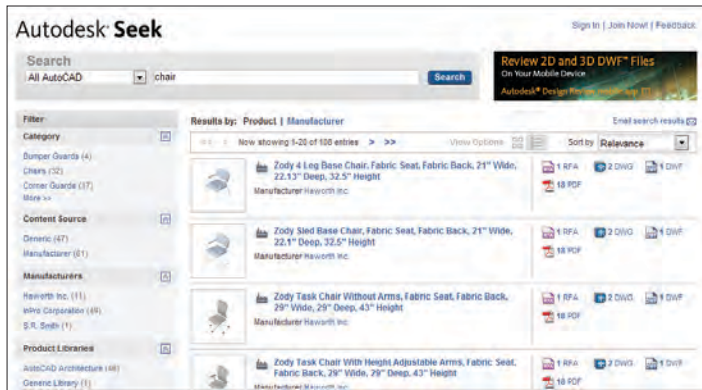 Autodesk® Seek
Sign In | Join Now! | Feedback
Search
All AutoCAD
chair
Search
Review 2D and 3D DWF™ Files
On Your Mobile Device
Autodesk® Design Review mobile app
Filter
Results by: Product | Manufacturer
Email search results
Category
<< < Now showing 1-20 of 108 entries > >>
View Options
Sort by Relevance
Bumper Guards (4)
Chairs (32)
Corner Guards (37)
More >>
Content Source
Generic (47)
Manufacturer (61)
Manufacturers
Haworth Inc. (11)
InPro Corporation (49)
S.R. Smith (1)
Product Libraries
AutoCAD Architecture (46)
Generic Library (1)
Zody 4 Leg Base Chair, Fabric Seat, Fabric Back, 21" Wide,
22.13" Deep, 32.5" Height
Manufacturer Haworth Inc.
1 RFA 2 DWG 1 DWF
18 PDF
Zody Sled Base Chair, Fabric Seat, Fabric Back, 21" Wide,
22.1" Deep, 32.5" Height
Manufacturer Haworth Inc.
1 RFA 2 DWG 1 DWF
18 PDF
Zody Task Chair Without Arms, Fabric Seat, Fabric Back,
29" Wide, 29" Deep, 43" Height
Manufacturer Haworth Inc.
1 RFA 2 DWG 1 DWF
18 PDF
Zody Task Chair With Height Adjustable Arms, Fabric Seat,
Fabric Back, 29" Wide, 29" Deep, 43" Height
Manufacturer Haworth Inc.
1 RFA 2 DWG 1 DWF
18 PDF